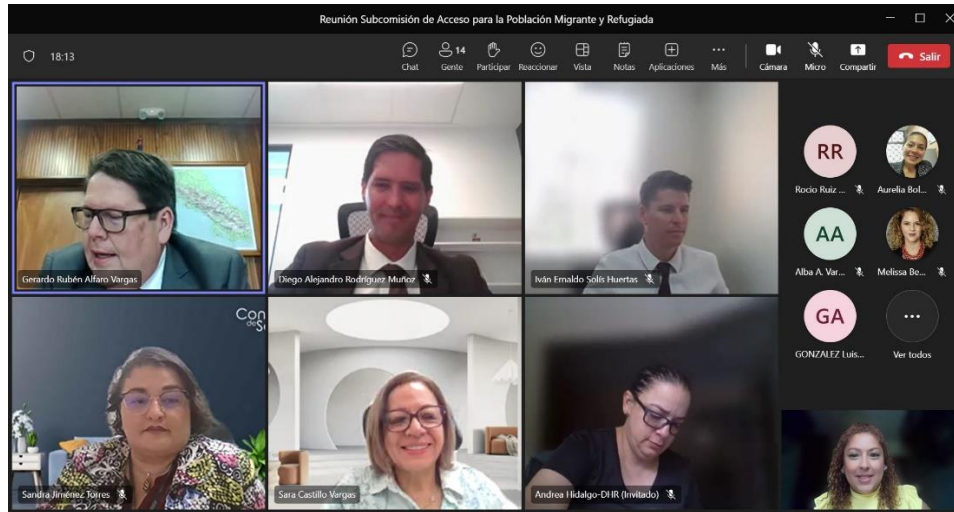 Reunión Subcomisión de Acceso para la Población Migrante y Refugiada
18:13
Chat
14
Gente
Participar
Reaccionar
Vista
Notas
Aplicaciones
Más
Cámara
Micro
Compartir
Salir
Gerardo Rubén Alfaro Vargas
Diego Alejandro Rodríguez Muñoz
Iván Ernaldo Solís Huertas
RR
Rocio Ruiz ...
Aurelia Bol...
AA
Alba A. Var...
Melissa Be...
GA
GONZALEZ Luis...
Ver todos
Con
de
Sandra Jiménez Torres
Sara Castillo Vargas
Andrea Hidalgo-DHR (Invitado)